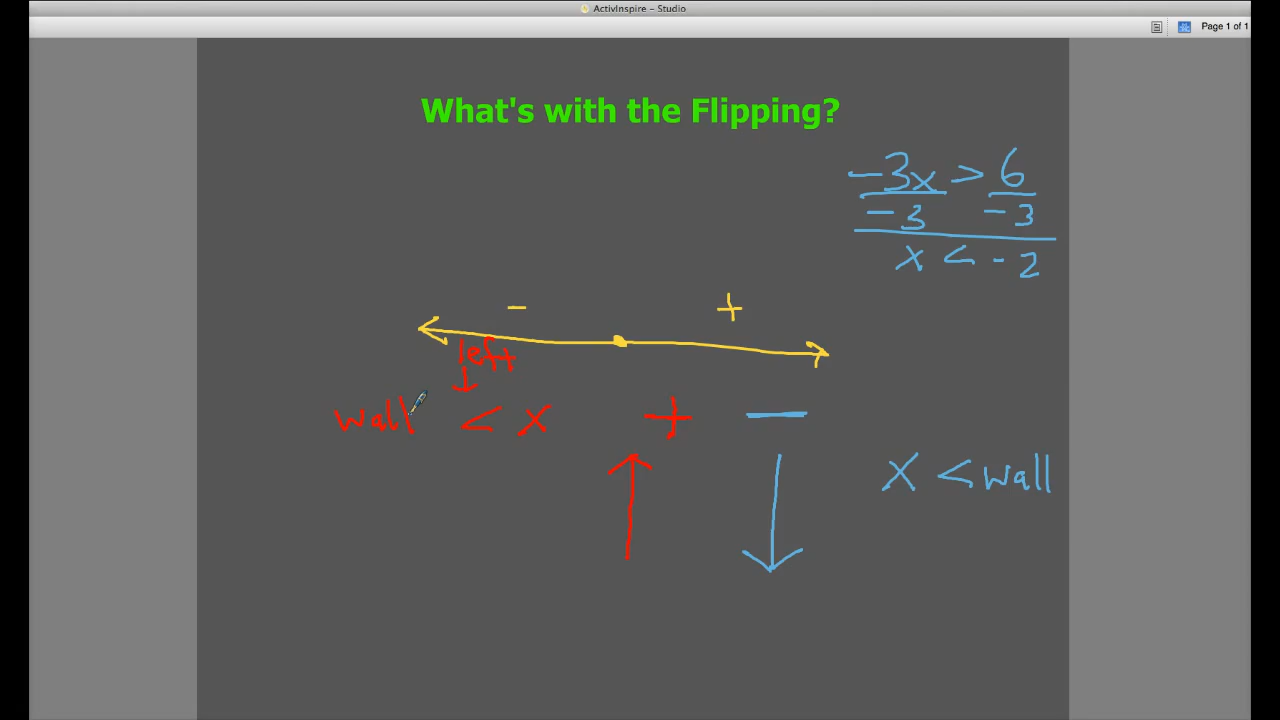 ActivInspire – Studio
Page 1 of 1
What's with the Flipping?
-3x > 6
-3 -3
x < -2
- +
left
wall < x + -
x < wall